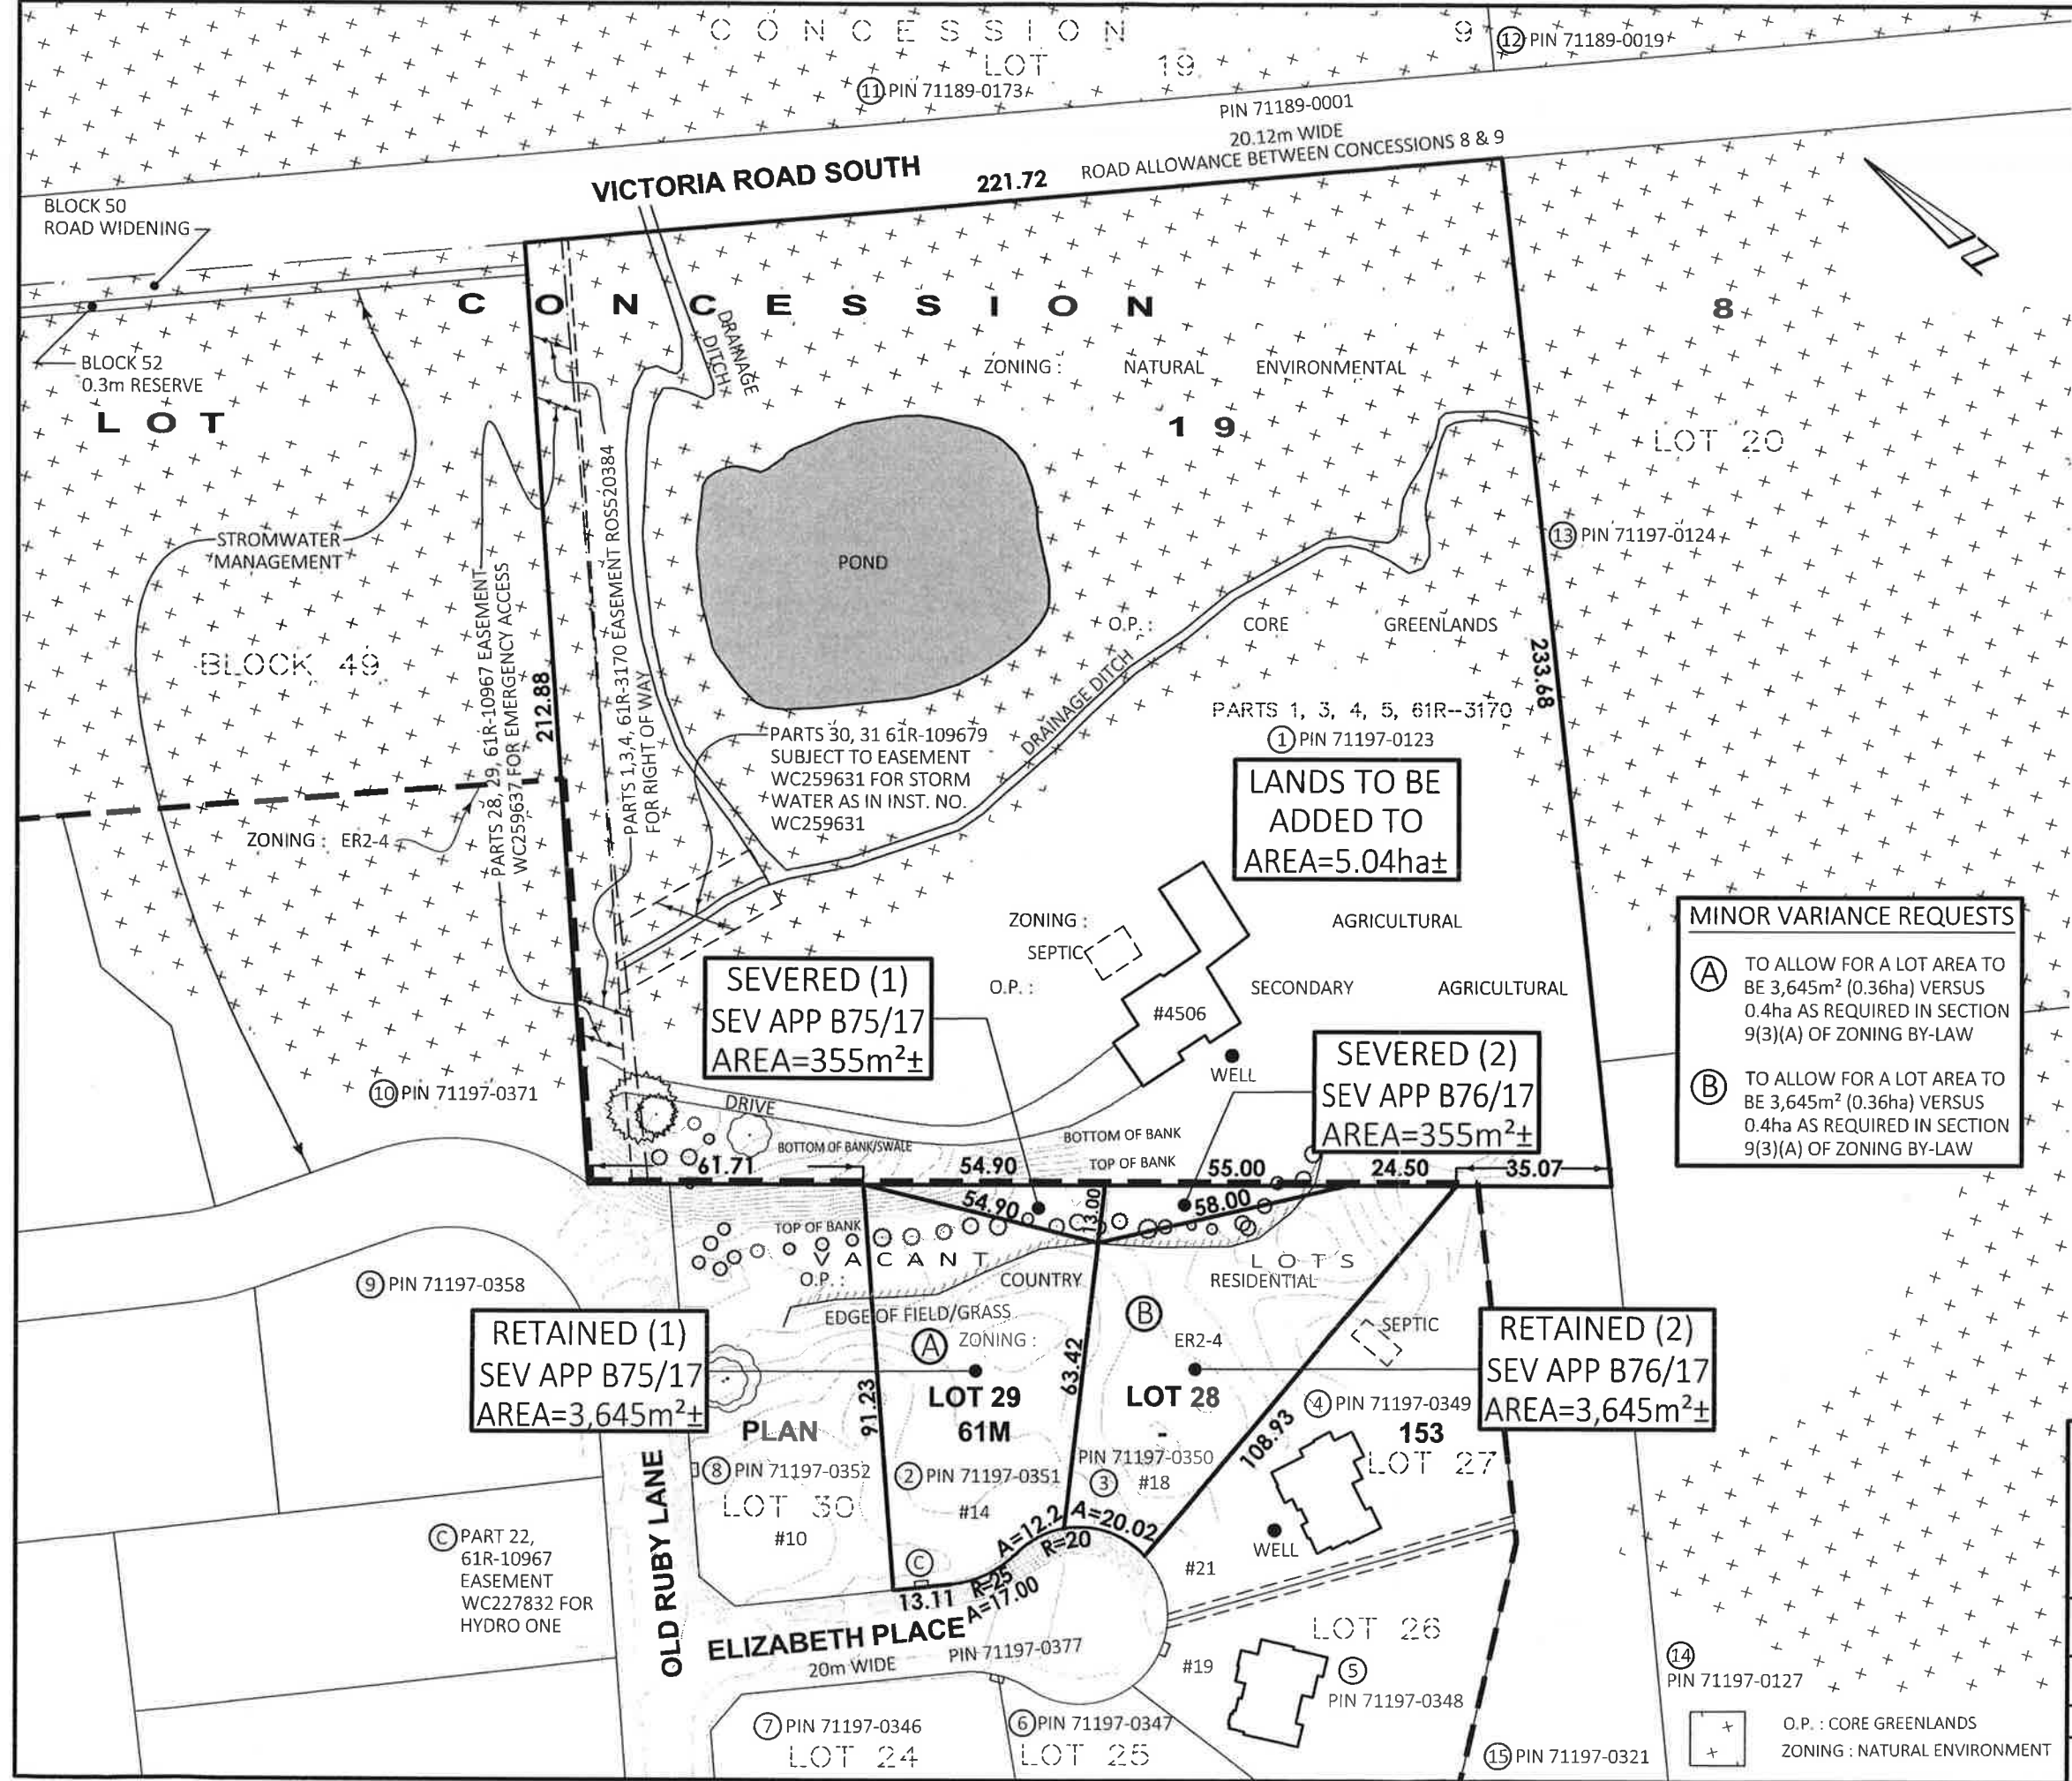 CONCESSION 9
LOT 19
⑫ PIN 71189-0019
⑪ PIN 71189-0173
PIN 71189-0001
20.12m WIDE
ROAD ALLOWANCE BETWEEN CONCESSIONS 8 & 9
VICTORIA ROAD SOUTH
221.72
BLOCK 50
ROAD WIDENING
CONCESSION 8
BLOCK 52
0.3m RESERVE
LOT 19
DRAINAGE
DITCH
ZONING : NATURAL ENVIRONMENTAL
LOT 20
STROMWATER
MANAGEMENT
BLOCK 49
PARTS 28, 29, 61R-10967 EASEMENT
WC259637 FOR EMERGENCY ACCESS
212.88
PARTS 1,3,4, 61R-3170 EASEMENT ROS520384
FOR RIGHT OF WAY
POND
⑬ PIN 71197-0124
O.P. : CORE GREENLANDS
233.68
DRAINAGE DITCH
PARTS 1, 3, 4, 5, 61R--3170
① PIN 71197-0123
PARTS 30, 31 61R-109679
SUBJECT TO EASEMENT
WC259631 FOR STORM
WATER AS IN INST. NO.
WC259631
LANDS TO BE
ADDED TO
AREA=5.04ha±
ZONING : ER2-4
ZONING : AGRICULTURAL
SEPTIC
O.P. : SECONDARY AGRICULTURAL
#4506
WELL
SEVERED (1)
SEV APP B75/17
AREA=355m²±
SEVERED (2)
SEV APP B76/17
AREA=355m²±
MINOR VARIANCE REQUESTS
Ⓐ TO ALLOW FOR A LOT AREA TO
BE 3,645m² (0.36ha) VERSUS
0.4ha AS REQUIRED IN SECTION
9(3)(A) OF ZONING BY-LAW
Ⓑ TO ALLOW FOR A LOT AREA TO
BE 3,645m² (0.36ha) VERSUS
0.4ha AS REQUIRED IN SECTION
9(3)(A) OF ZONING BY-LAW
⑩ PIN 71197-0371
DRIVE
BOTTOM OF BANK/SWALE
BOTTOM OF BANK
TOP OF BANK
61.71
54.90
55.00
24.50
35.07
54.90
13.00
58.00
TOP OF BANK
VACANT LOTS
O.P. : COUNTRY RESIDENTIAL
EDGE OF FIELD/GRASS
Ⓐ ZONING : ER2-4
Ⓑ
⑨ PIN 71197-0358
RETAINED (1)
SEV APP B75/17
AREA=3,645m²±
SEPTIC
RETAINED (2)
SEV APP B76/17
AREA=3,645m²±
91.23
63.42
108.93
LOT 29
LOT 28
PLAN 61M - 153
④ PIN 71197-0349
LOT 27
⑧ PIN 71197-0352
LOT 30
#10
② PIN 71197-0351
#14
PIN 71197-0350
③ #18
A=12.2
A=20.02
R=20
WELL
#21
Ⓒ
13.11
R=25
A=17.00
Ⓒ PART 22,
61R-10967
EASEMENT
WC227832 FOR
HYDRO ONE
OLD RUBY LANE
ELIZABETH PLACE
20m WIDE
PIN 71197-0377
LOT 26
#19
⑤
PIN 71197-0348
⑦ PIN 71197-0346
LOT 24
⑥ PIN 71197-0347
LOT 25
⑭
PIN 71197-0127
⑮ PIN 71197-0321
O.P. : CORE GREENLANDS
ZONING : NATURAL ENVIRONMENT